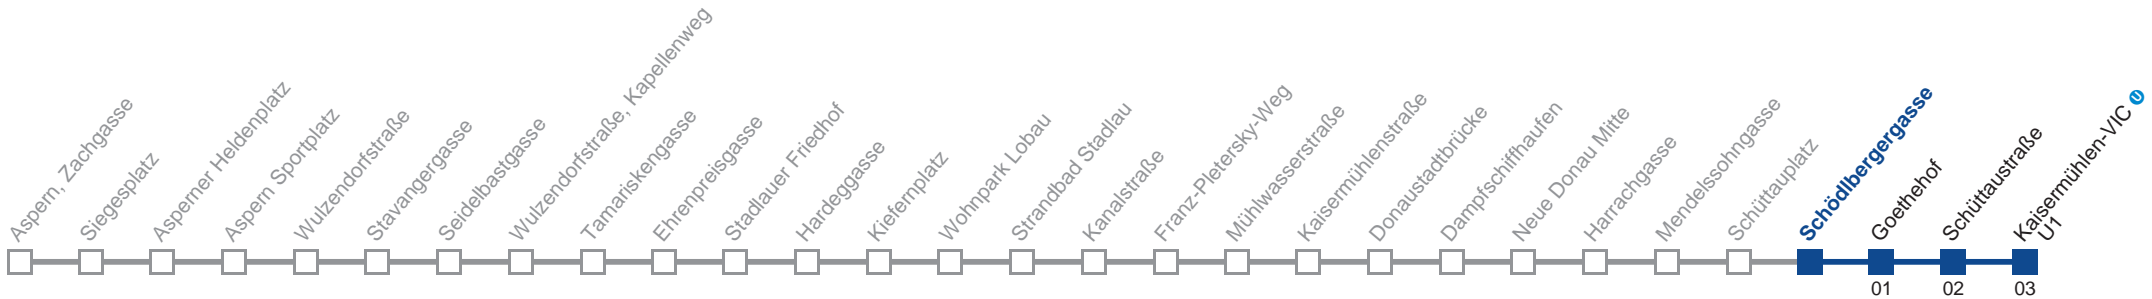 Aspern, Zachgasse
Siegesplatz
Asperner Heldenplatz
Aspern Sportplatz
Wulzendorfstraße
Stavangergasse
Seidelbastgasse
Wulzendorfstraße, Kapellenweg
Tamariskengasse
Ehrenpreisgasse
Stadlauer Friedhof
Hardeggasse
Kiefernplatz
Wohnpark Lobau
Strandbad Stadlau
Kanalstraße
Franz-Pletersky-Weg
Mühlwasserstraße
Kaisermühlenstraße
Donaustadtbrücke
Dampfschiffhaufen
Neue Donau Mitte
Harrachgasse
Mendelssohngasse
Schüttauplatz
Schödlbergergasse
Goethehof
Schüttaustraße
Kaisermühlen-VIC U
U1
01
02
03